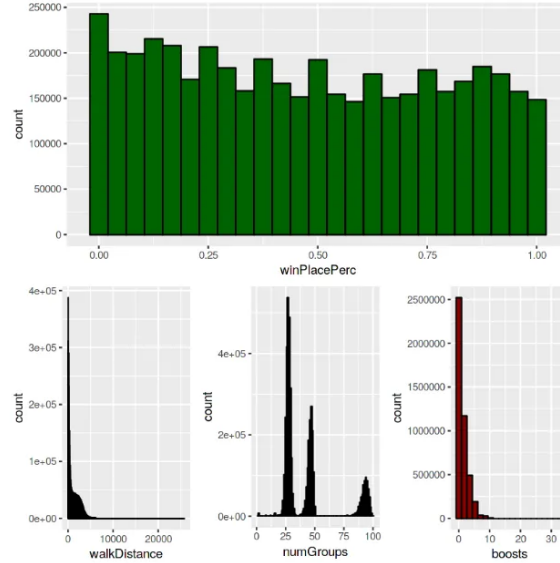 250000
200000
150000
100000
50000
0
count
0.00 0.25 0.50 0.75 1.00
winPlacePerc
4e+05
3e+05
2e+05
1e+05
0e+00
count
0 10000 20000
walkDistance
4e+05
2e+05
0e+00
count
0 25 50 75 100
numGroups
2500000
2000000
1500000
1000000
500000
0
count
0 10 20 30
boosts